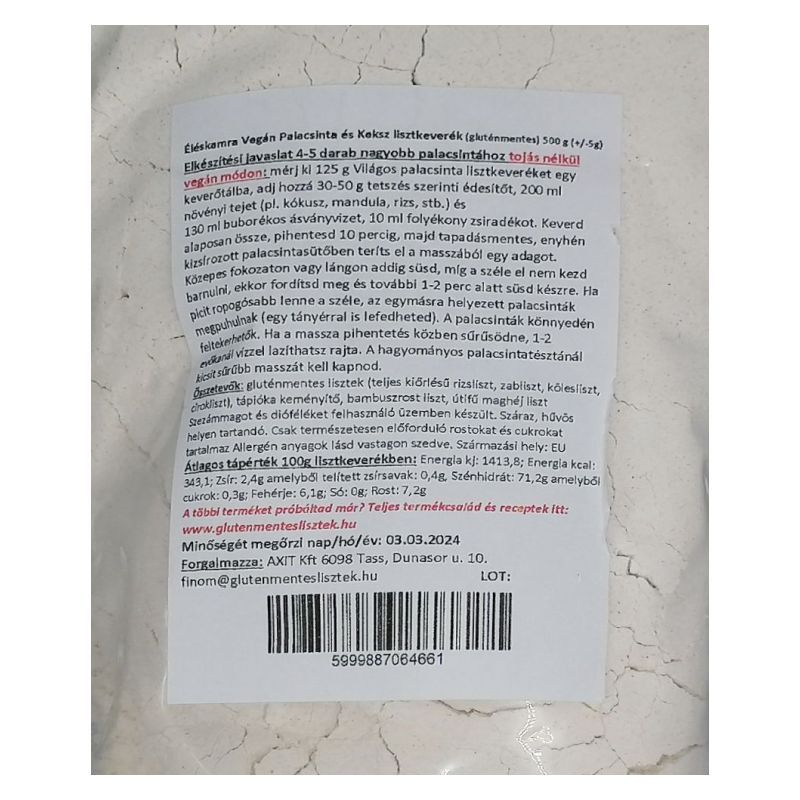 Éléskamra Vegán Palacsinta és Keksz lisztkeverék (gluténmentes) 500 g (+/-5g)
Elkészítési javaslat 4-5 darab nagyobb palacsintához tojás nélkül
vegán módon: mérj ki 125 g Világos palacsinta lisztkeveréket egy
keverőtálba, adj hozzá 30-50 g tetszés szerinti édesítőt, 200 ml
növényi tejet (pl. kókusz, mandula, rizs, stb.) és
130 ml buborékos ásványvizet, 10 ml folyékony zsiradékot. Keverd
alaposan össze, pihentesd 10 percig, majd tapadásmentes, enyhén
kizsírozott palacsintasütőben teríts el a masszából egy adagot.
Közepes fokozaton vagy lángon addig süsd, míg a széle el nem kezd
barnulni, ekkor fordítsd meg és további 1-2 perc alatt süsd készre. Ha
picit ropogósabb lenne a széle, az egymásra helyezett palacsinták
megpuhulnak (egy tányérral is lefedheted). A palacsinták könnyedén
feltekerhetők. Ha a massza pihentetés közben sűrűsödne, 1-2
evőkanál vízzel lazíthatsz rajta. A hagyományos palacsintatésztánál
kicsit sűrűbb masszát kell kapnod.
Összetevők: gluténmentes lisztek (teljes kiőrlésű rizsliszt, zabliszt, kölesliszt,
cirokliszt), tápióka keményítő, bambuszrost liszt, útifű maghéj liszt
Szezámmagot és dióféléket felhasználó üzemben készült. Száraz, hűvös
helyen tartandó. Csak természetesen előforduló rostokat és cukrokat
tartalmaz Allergén anyagok lásd vastagon szedve. Származási hely: EU
Átlagos tápérték 100g lisztkeverékben: Energia kj: 1413,8; Energia kcal:
343,1; Zsír: 2,4g amelyből telített zsírsavak: 0,4g, Szénhidrát: 71,2g amelyből
cukrok: 0,3g; Fehérje: 6,1g; Só: 0g; Rost: 7,2g
A többi terméket próbáltad már? Teljes termékcsalád és receptek itt:
www.glutenmenteslisztek.hu
Minőségét megőrzi nap/hó/év: 03.03.2024
Forgalmazza: AXIT Kft 6098 Tass, Dunasor u. 10.
finom@glutenmenteslisztek.hu LOT:
5999887064661